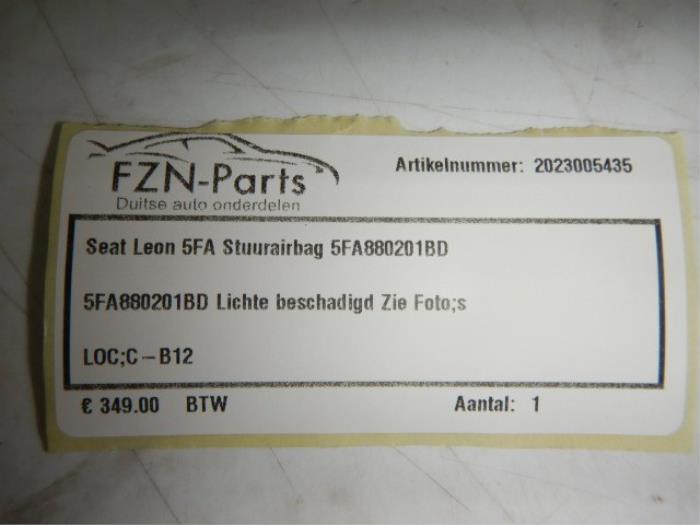 FZN-Parts
Duitse auto onderdelen
Artikelnummer: 2023005435
Seat Leon 5FA Stuurairbag 5FA880201BD
5FA880201BD Lichte beschadigd Zie Foto;s
LOC;C-B12
€ 349.00 BTW Aantal: 1